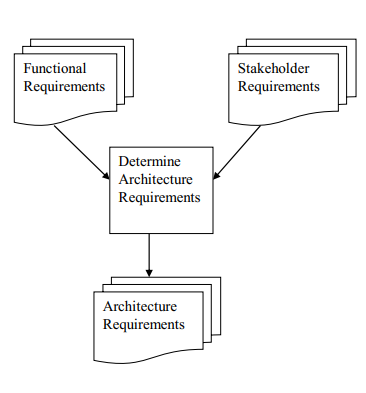 Functional
Requirements
Stakeholder
Requirements
Determine
Architecture
Requirements
Architecture
Requirements